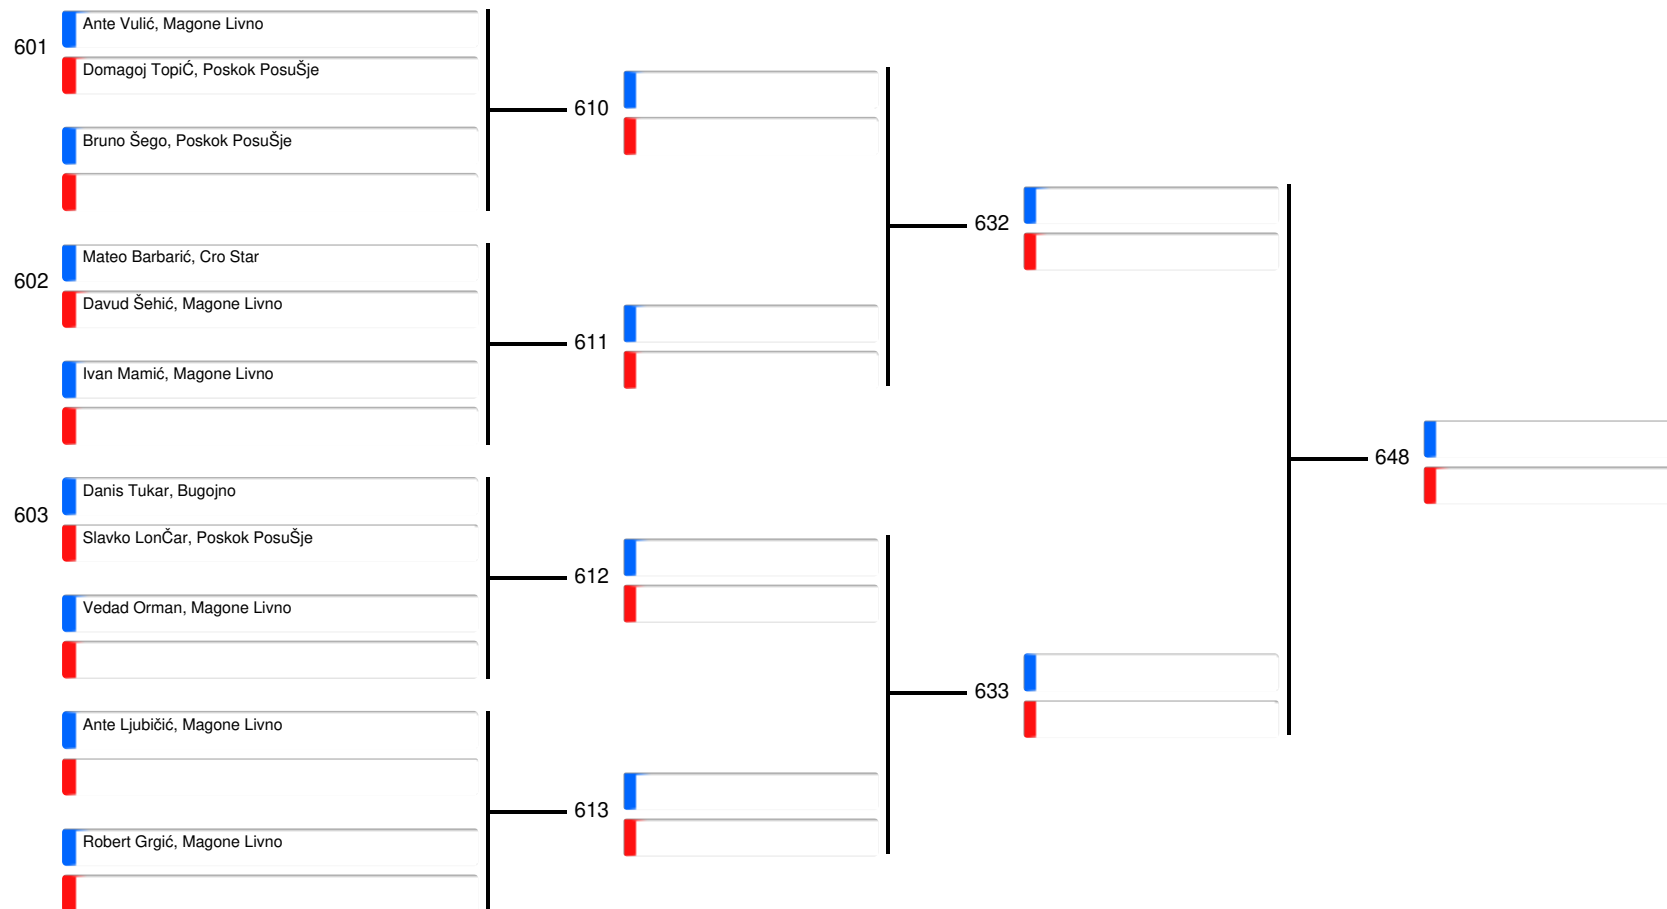 601
Ante Vulić, Magone Livno
Domagoj TopiĆ, Poskok PosuŠje
Bruno Šego, Poskok PosuŠje
602
Mateo Barbarić, Cro Star
Davud Šehić, Magone Livno
Ivan Mamić, Magone Livno
603
Danis Tukar, Bugojno
Slavko LonČar, Poskok PosuŠje
Vedad Orman, Magone Livno
Ante Ljubičić, Magone Livno
Robert Grgić, Magone Livno
610
611
612
613
632
633
648